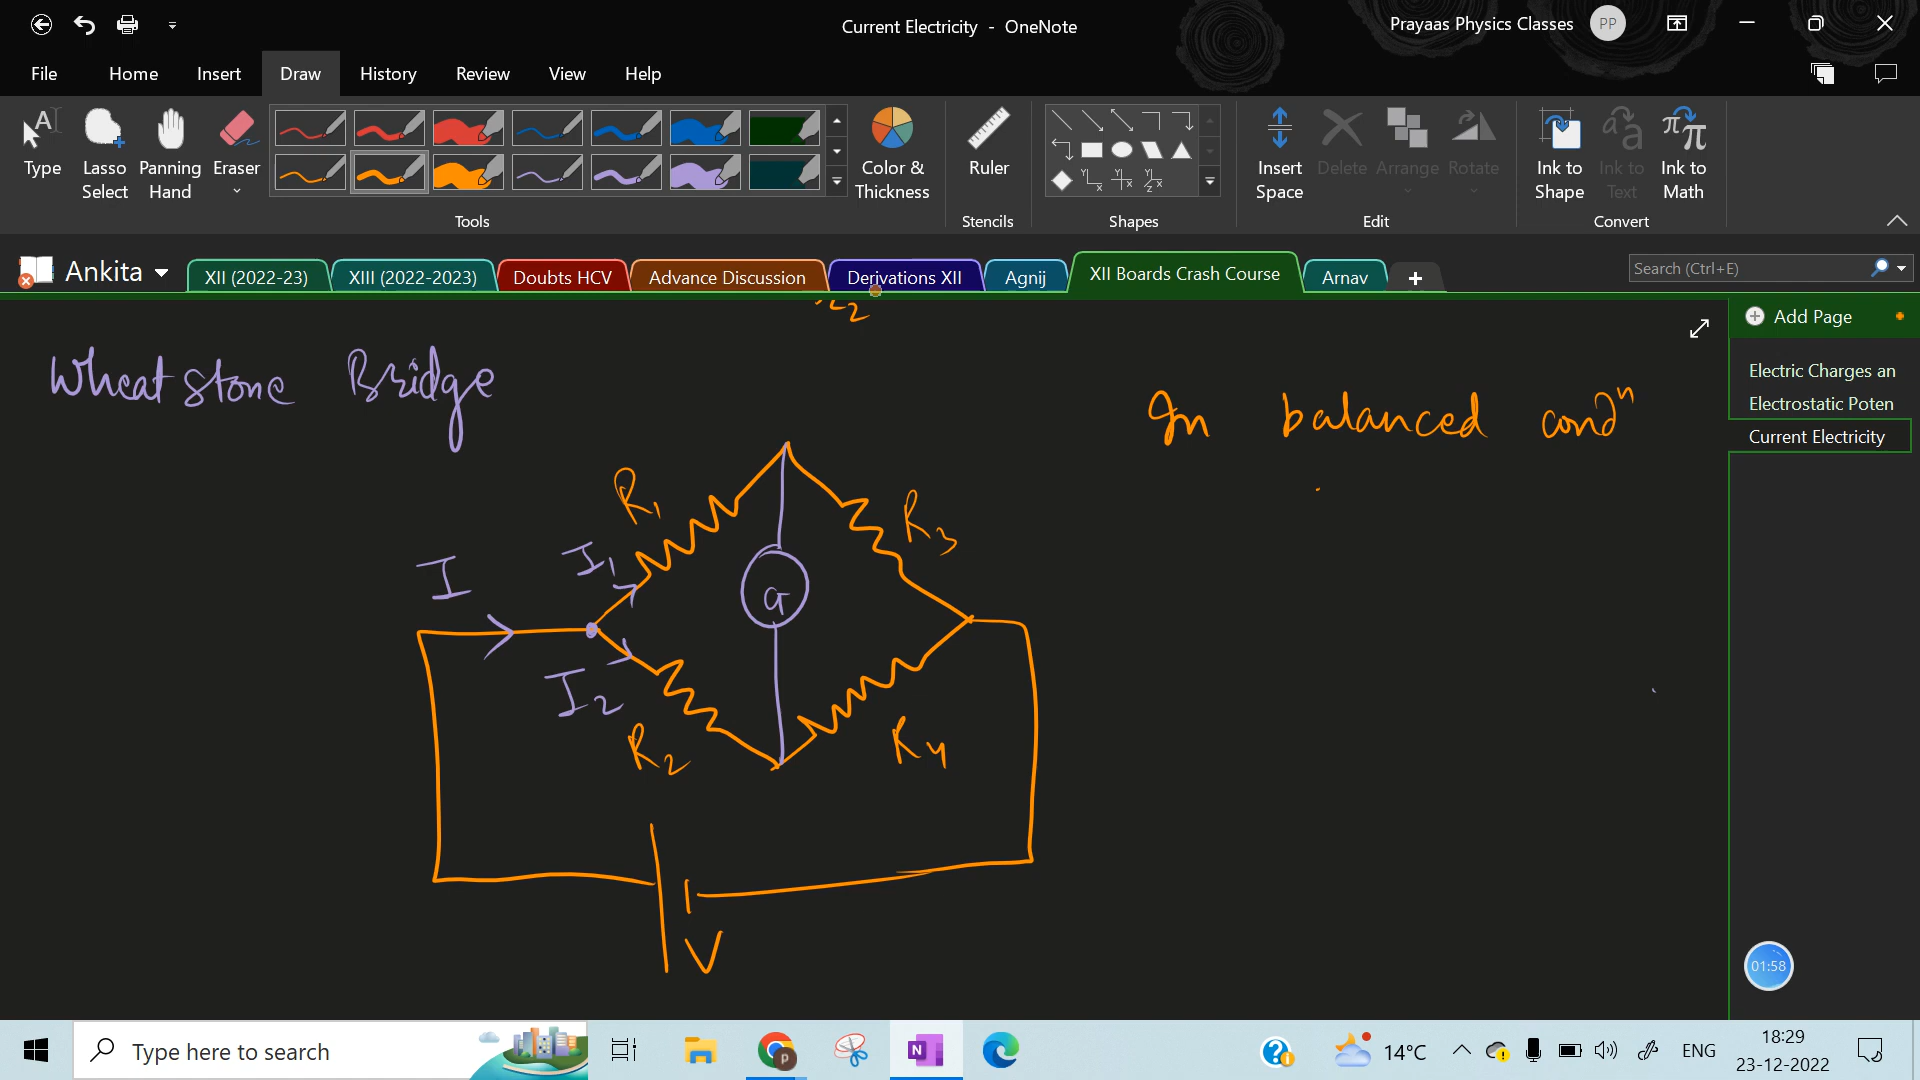 Current Electricity - OneNote
Prayaas Physics Classes PP
File Home Insert Draw History Review View Help
Type Lasso Select Panning Hand Eraser Color & Thickness Ruler Insert Space Delete Arrange Rotate Ink to Shape Ink to Text Ink to Math
Tools Stencils Shapes Edit Convert
Ankita XII (2022-23) XIII (2022-2023) Doubts HCV Advance Discussion Derivations XII Agnij XII Boards Crash Course Arnav + Search (Ctrl+E)
Add Page
Electric Charges an
Electrostatic Poten
Current Electricity
Wheatstone Bridge
In balanced condⁿ
R₁
R₃
I
I₁
G
I₂
R₂
R₄
V
01:58
Type here to search
14°C ENG
18:29
23-12-2022